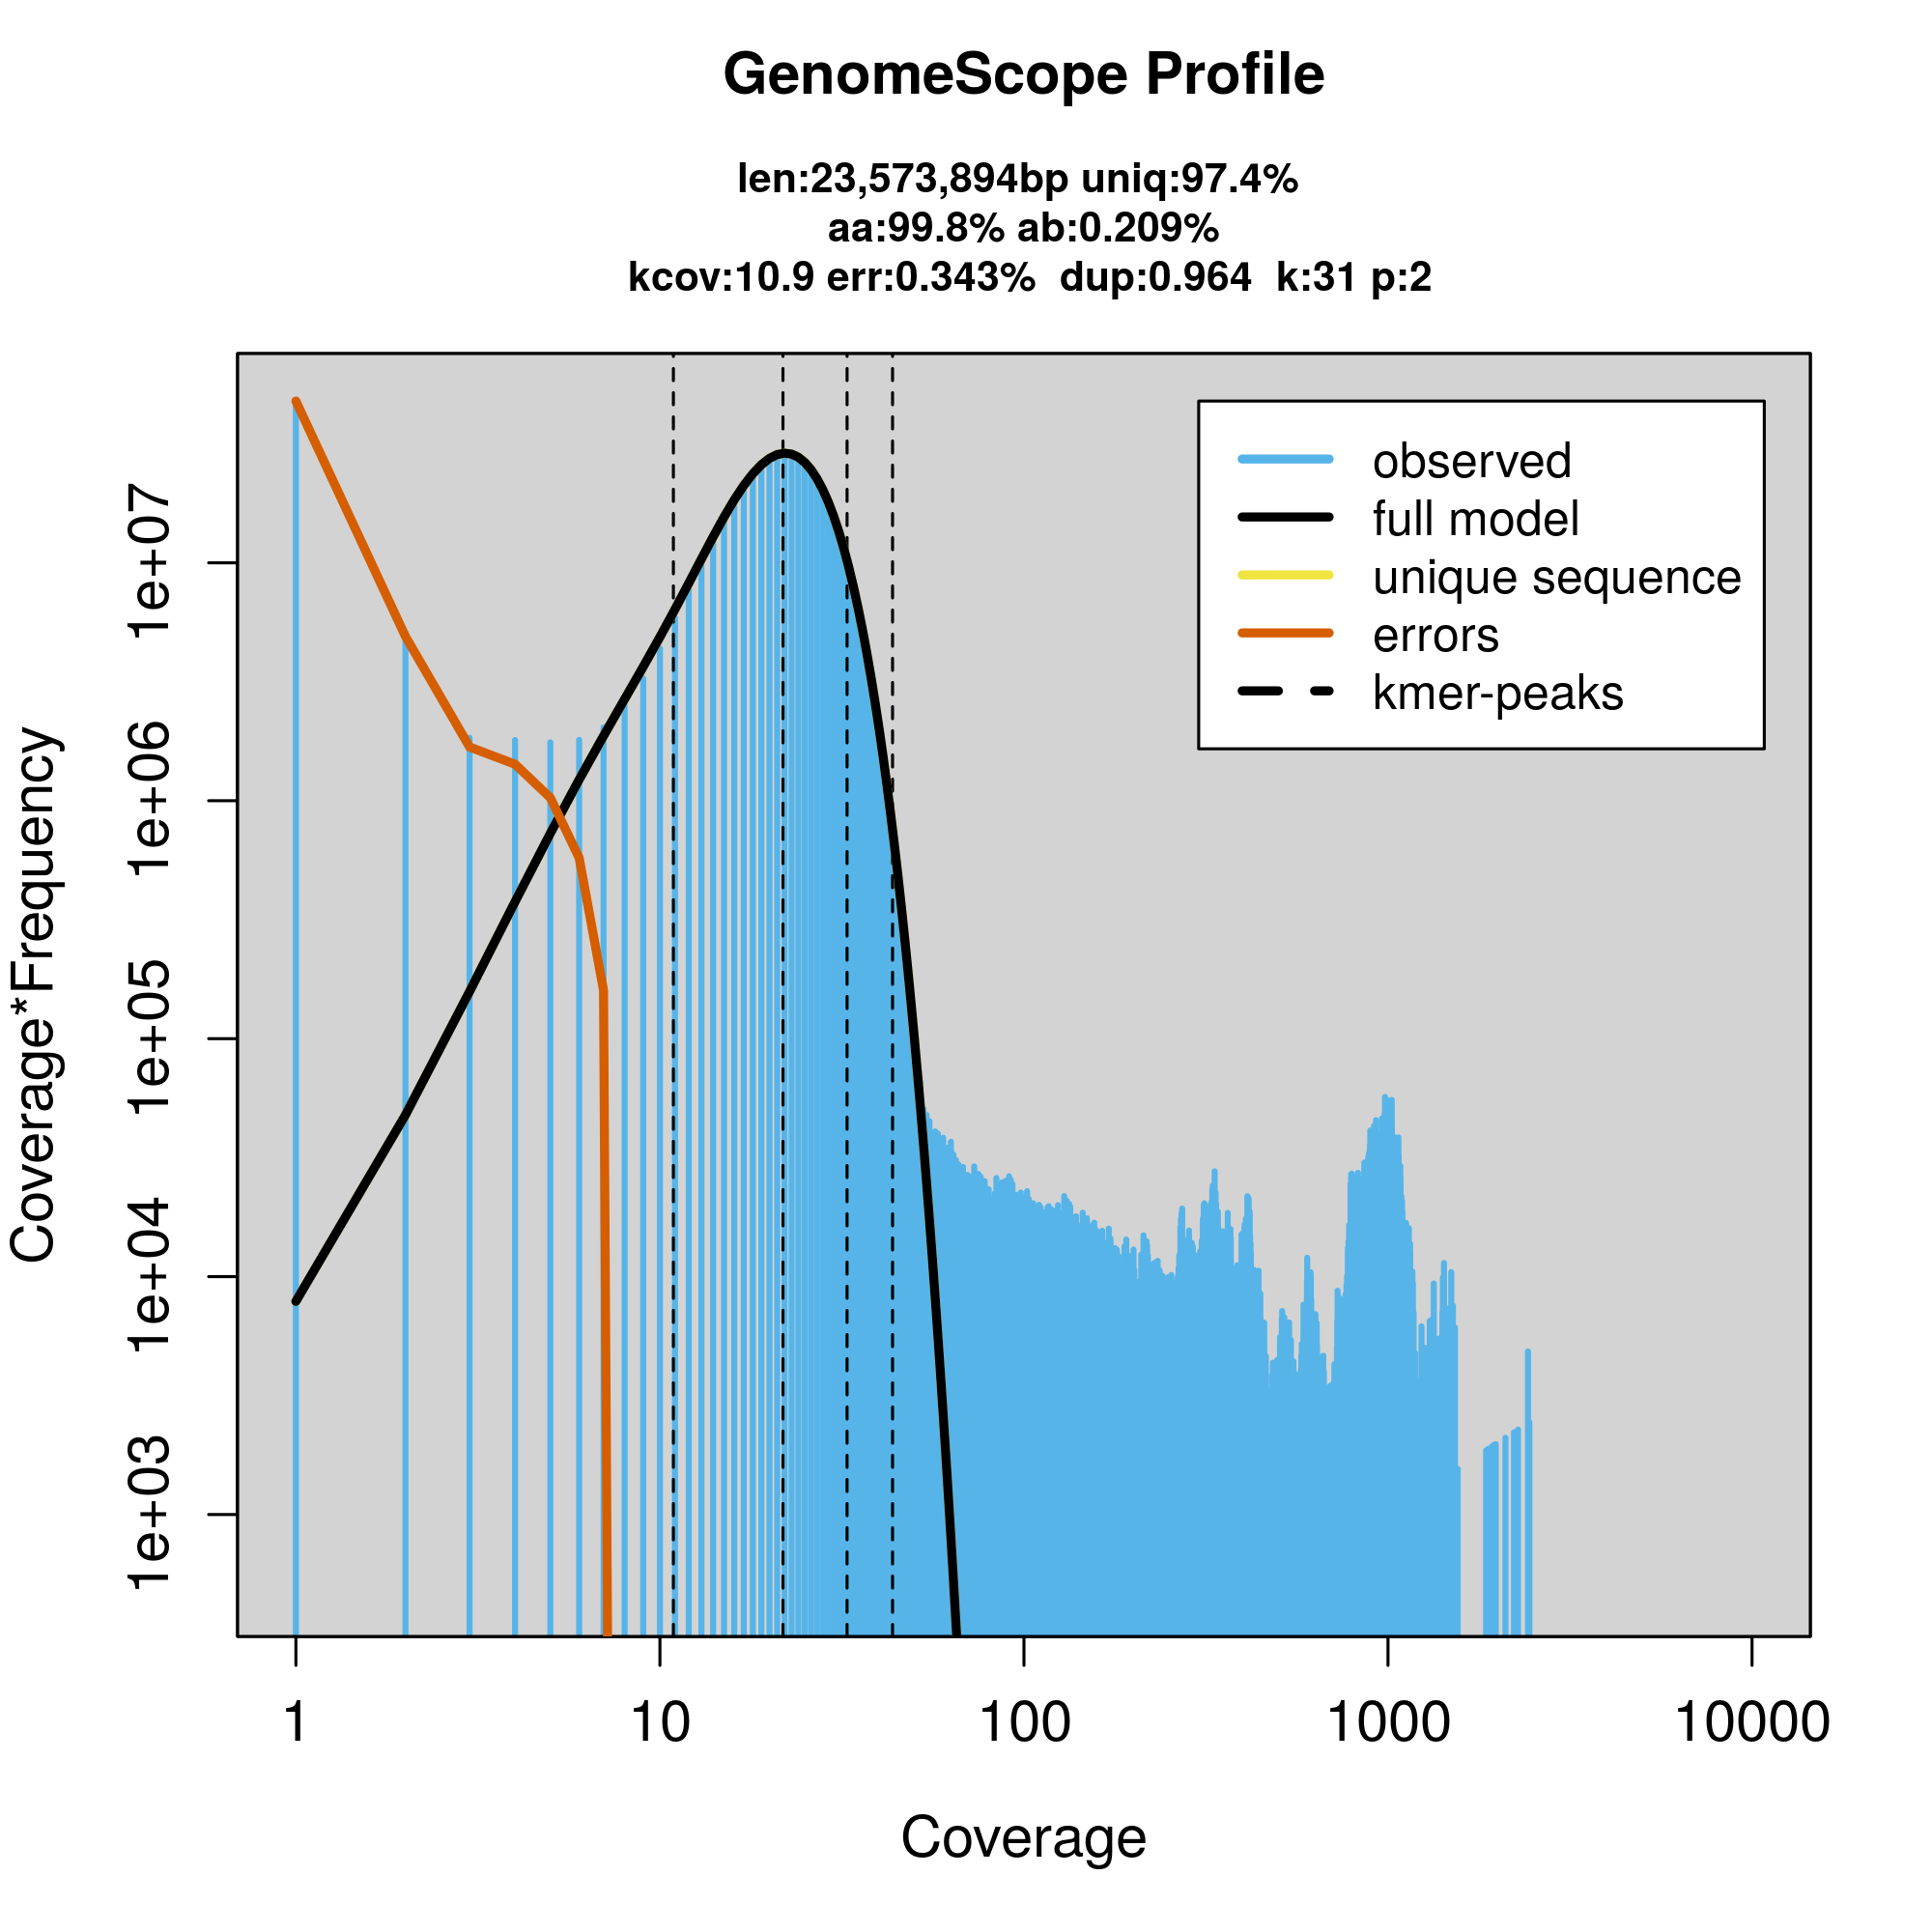 GenomeScope Profile
len:23,573,894bp uniq:97.4%
aa:99.8% ab:0.209%
kcov:10.9 err:0.343% dup:0.964 k:31 p:2
observed
full model
unique sequence
errors
kmer-peaks
Coverage*Frequency
1e+07
1e+06
1e+05
1e+04
1e+03
1 10 100 1000 10000
Coverage